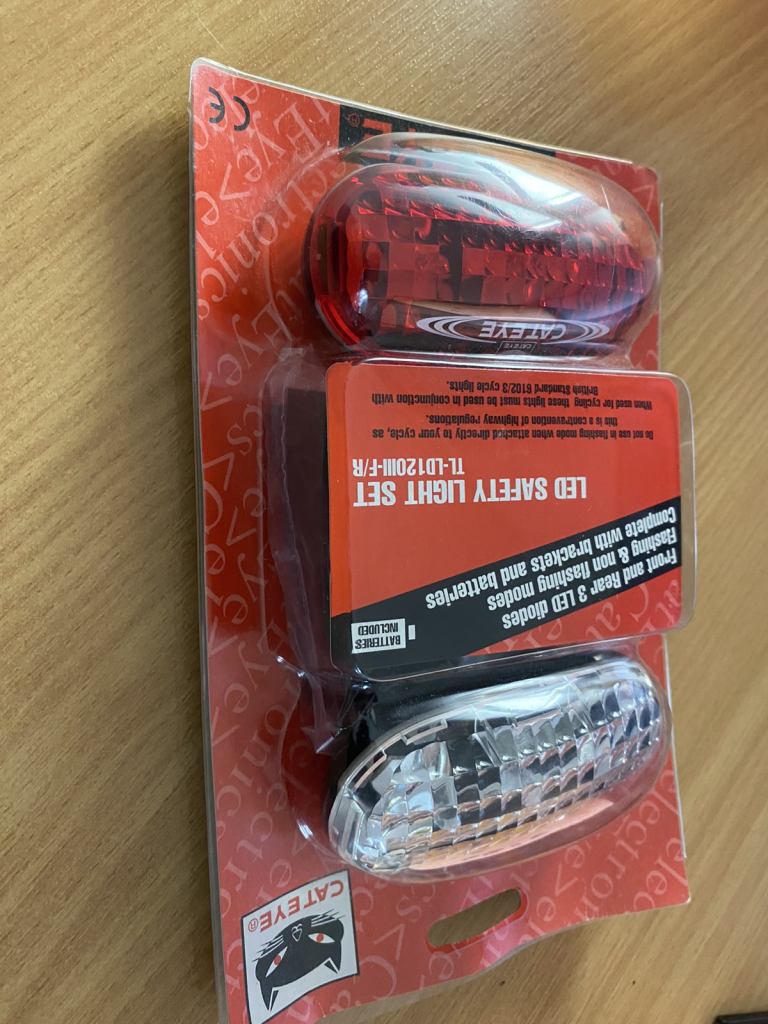 CATEYE®
BATTERIES
INCLUDED
Front and Rear 3 LED diodes
Flashing & non flashing modes
Complete with brackets and batteries
LED SAFETY LIGHT SET
TL-LD120III-F/R
Do not use in flashing mode when attached directly to your cycle, as
this is a contravention of highway regulations.
When used for cycling these lights must be used in conjunction with
British Standard 6102/3 cycle lights.
CAT EYE
CATEYE
CE